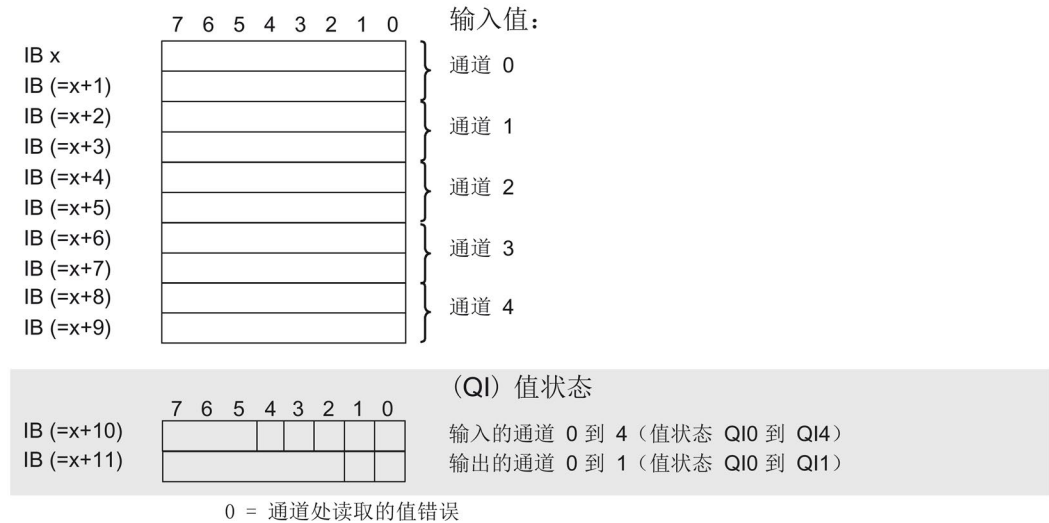 7 6 5 4 3 2 1 0 输入值：
IB x
通道 0
IB (=x+1)
IB (=x+2)
通道 1
IB (=x+3)
IB (=x+4)
通道 2
IB (=x+5)
IB (=x+6)
通道 3
IB (=x+7)
IB (=x+8)
通道 4
IB (=x+9)
（QI）值状态
7 6 5 4 3 2 1 0
IB (=x+10) 输入的通道 0 到 4（值状态 QI0 到 QI4）
IB (=x+11) 输出的通道 0 到 1（值状态 QI0 到 QI1）
0 = 通道处读取的值错误